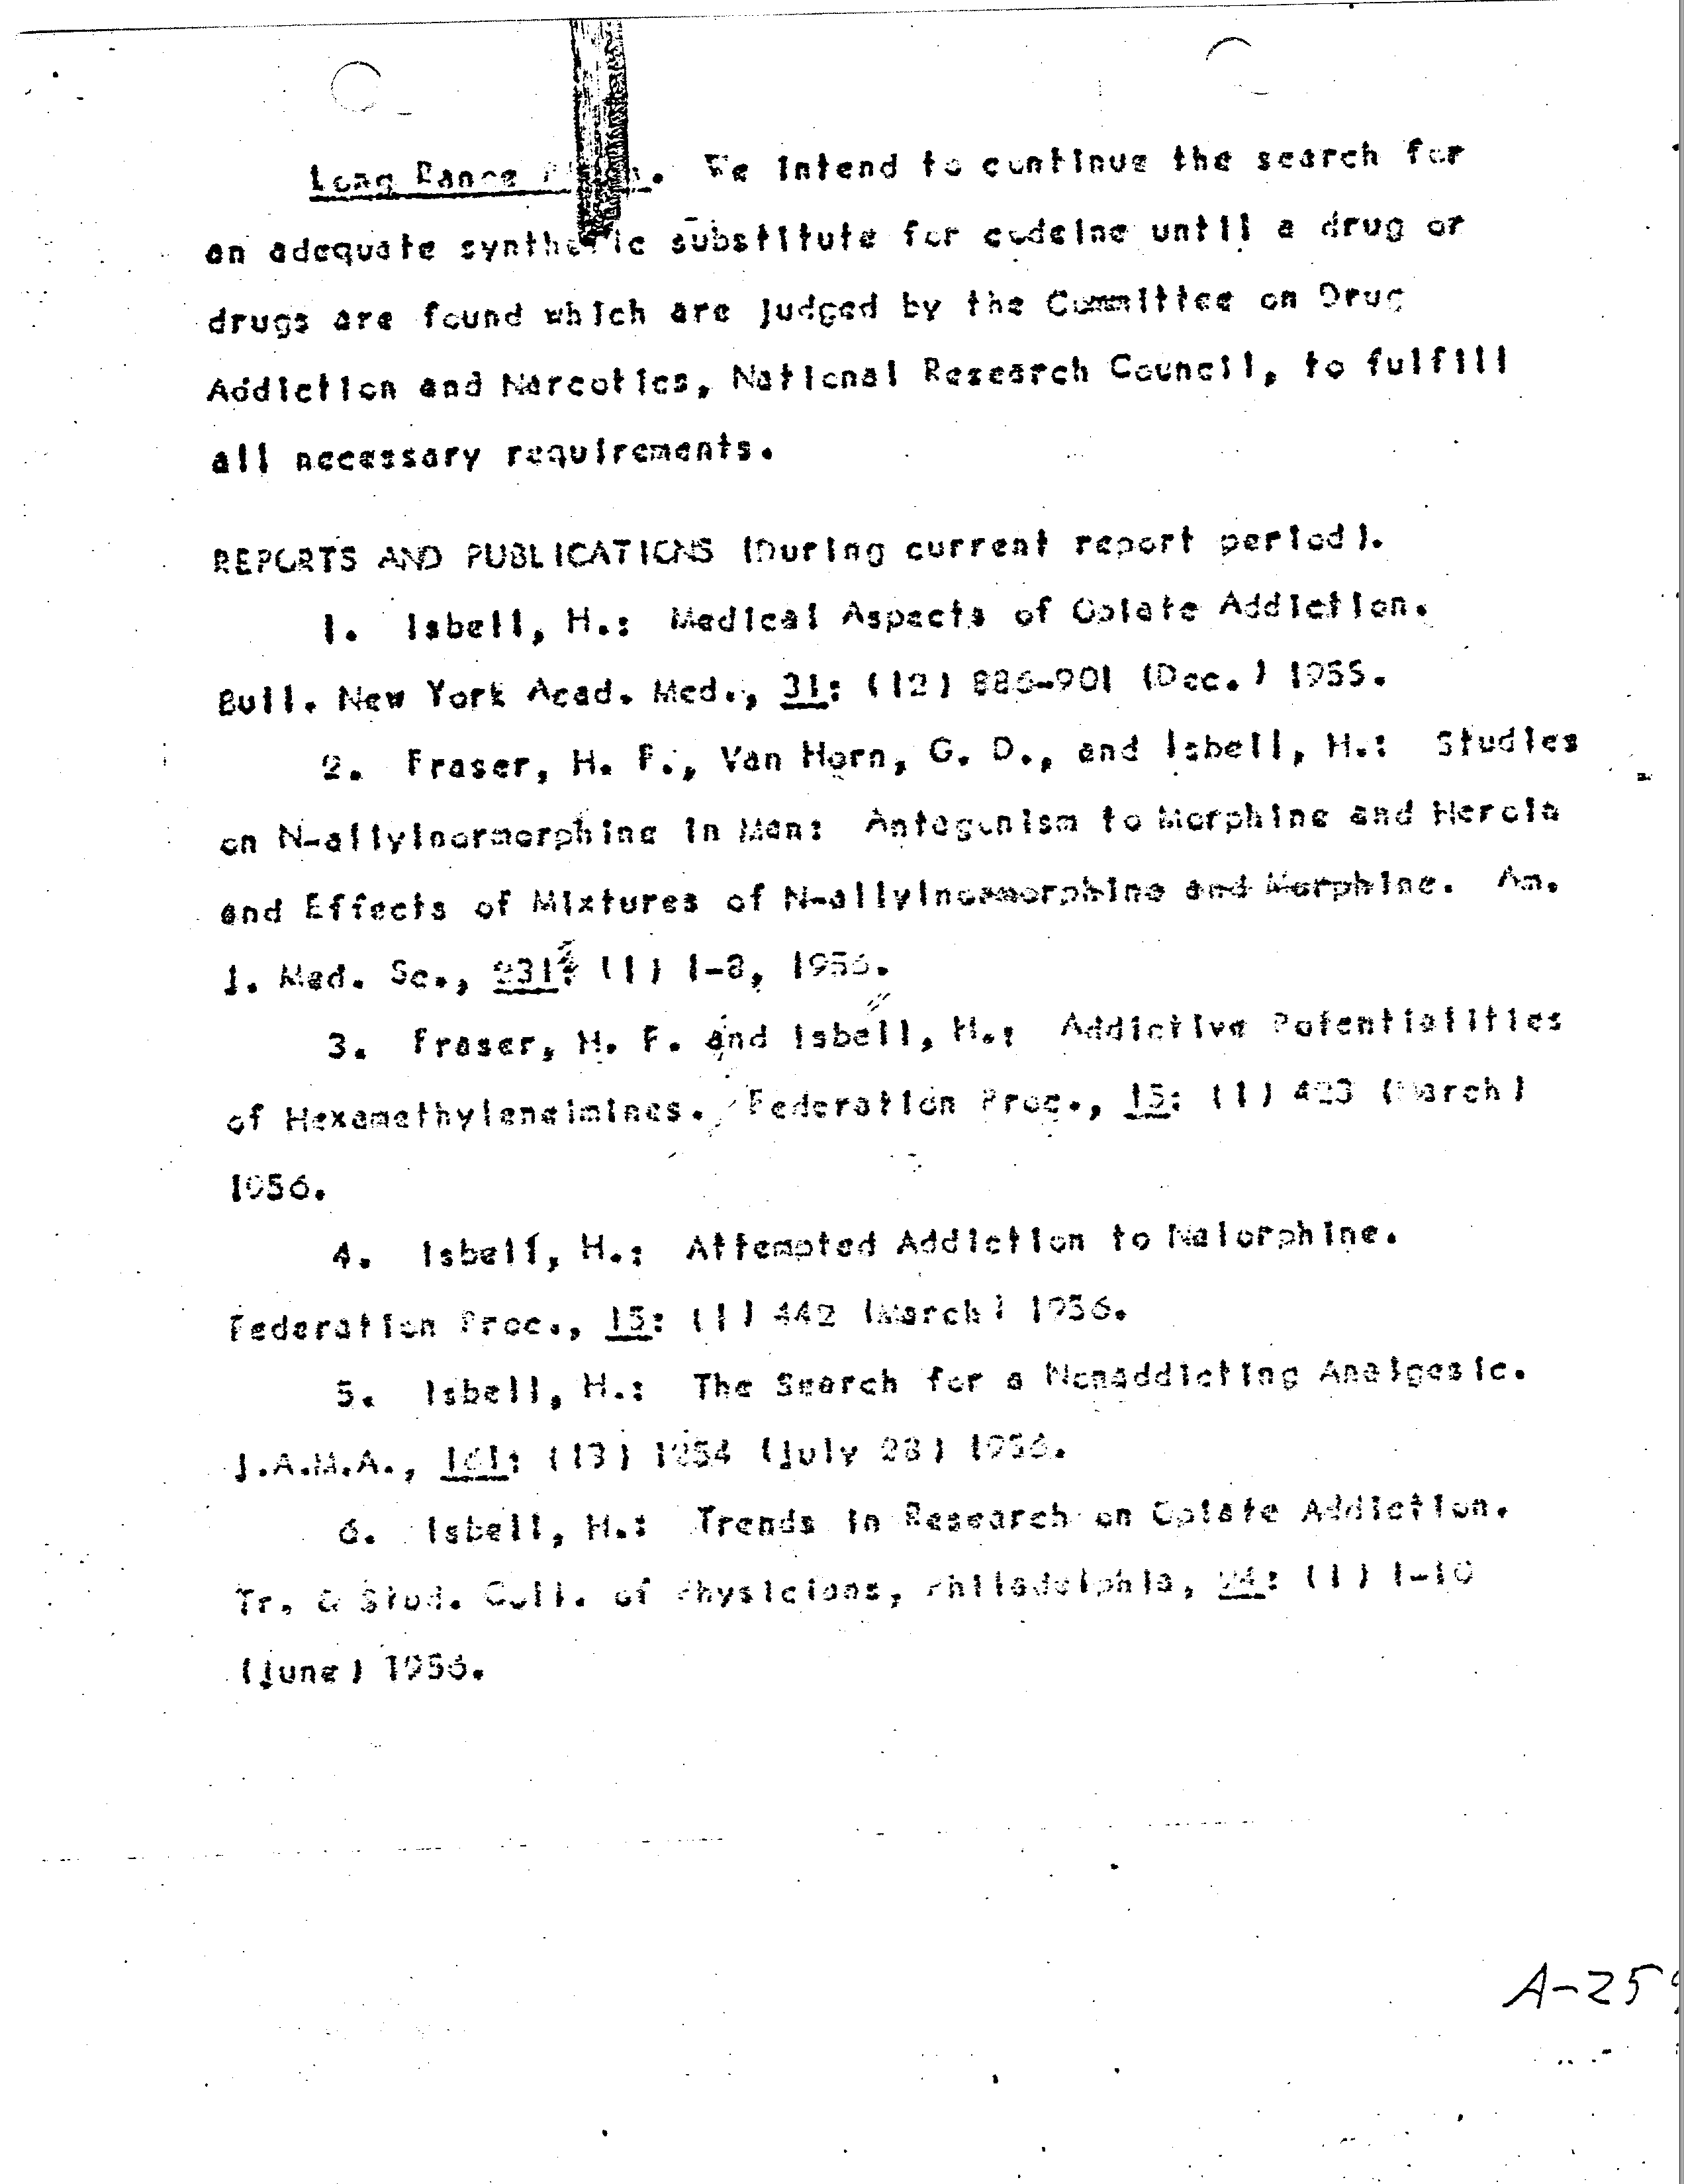 Long Range. We intend to continue the search for
an adequate synthetic substitute for codeine until a drug or
drugs are found which are judged by the Committee on Drug
Addiction and Narcotics, National Research Council, to fulfill
all necessary requirements.
REPORTS AND PUBLICATIONS (During current report period).
1. Isbell, H.: Medical Aspects of Opiate Addiction.
Bull. New York Acad. Med., 31: (12) 886-901 (Dec.) 1955.
2. Fraser, H. F., Van Horn, G. D., and Isbell, H.: Studies
on N-allylnormorphine in Man: Antagonism to Morphine and Heroin
and Effects of Mixtures of N-allylnormorphine and Morphine. Am.
J. Med. Sc., 231: (1) 1-8, 1956.
3. Fraser, H. F. and Isbell, H.: Addictive Potentialities
of Hexamethyleneimines. Federation Proc., 15: (1) 423 (March)
1956.
4. Isbell, H.: Attempted Addiction to Nalorphine.
Federation Proc., 15: (1) 442 (March) 1956.
5. Isbell, H.: The Search for a Nonaddicting Analgesic.
J.A.M.A., 161: (13) 1254 (July 28) 1956.
6. Isbell, H.: Trends in Research on Opiate Addiction.
Tr. & Stud. Coll. of Physicians, Philadelphia, 24: (1) 1-10
(June) 1956.
A-25